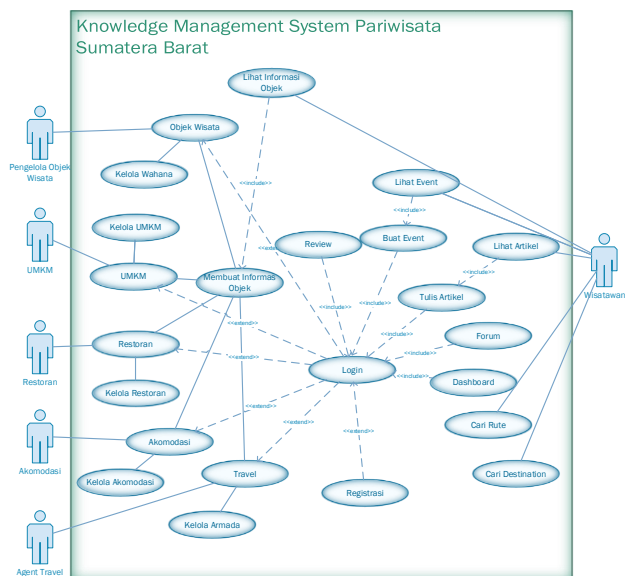 Knowledge Management System Pariwisata
Sumatera Barat
Lihat Informasi
Objek
Objek Wisata
Pengelola Objek
Wisata
Kelola Wahana
<<include>>
Lihat Event
<<include>>
Kelola UMKM
Buat Event
Review
Lihat Artikel
UMKM
UMKM
Membuat Informasi
Objek
<<include>>
Wisatawan
Tulis Artikel
<<include>>
<<include>>
<<extend>>
<<include>>
Forum
Restoran
Restoran
<<extend>>
<<include>>
Login
<<include>>
Dashboard
Kelola Restoran
<<extend>>
Cari Rute
<<extend>>
<<extend>>
Akomodasi
Akomodasi
Travel
Cari Destination
Kelola Akomodasi
Registrasi
Kelola Armada
Agent Travel